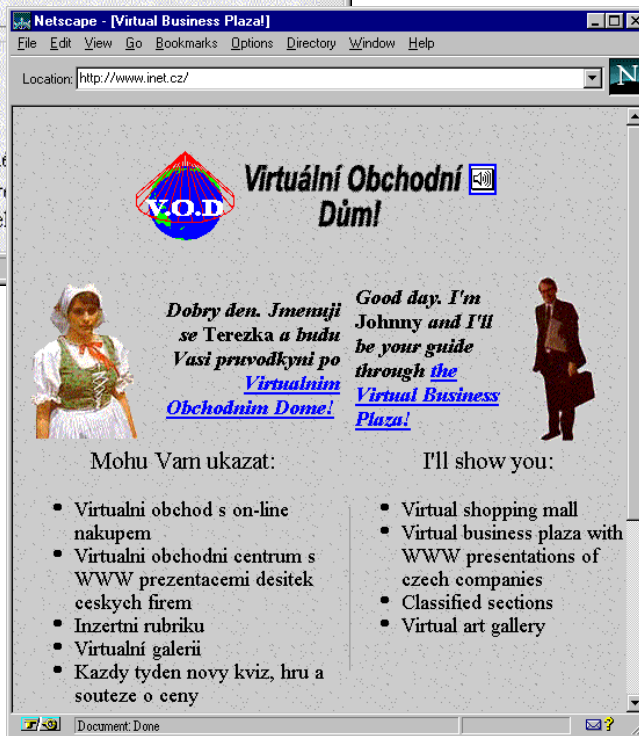 Netscape - [Virtual Business Plaza!]
File Edit View Go Bookmarks Options Directory Window Help
Location: http://www.inet.cz/
N
V.O.D
Virtuální Obchodní
Dům!
Dobry den. Jmenuji
se Terezka a budu
Vasi pruvodkyni po
Virtualnim
Obchodnim Dome!
Good day. I'm
Johnny and I'll
be your guide
through the
Virtual Business
Plaza!
Mohu Vam ukazat:
Virtualni obchod s on-line
nakupem
Virtualni obchodni centrum s
WWW prezentacemi desitek
ceskych firem
Inzertni rubriku
Virtualní galerii
Kazdy tyden novy kviz, hru a
souteze o ceny
I'll show you:
Virtual shopping mall
Virtual business plaza with
WWW presentations of
czech companies
Classified sections
Virtual art gallery
Document: Done